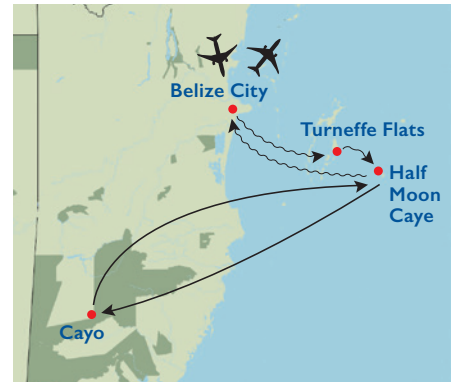 Belize City
Turneffe Flats
Half
Moon
Caye
Cayo